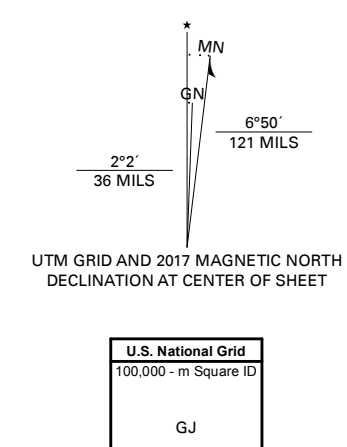 ★
MN
GN
6°50´
121 MILS
2°2´
36 MILS
UTM GRID AND 2017 MAGNETIC NORTH
DECLINATION AT CENTER OF SHEET
U.S. National Grid
100,000 - m Square ID
GJ